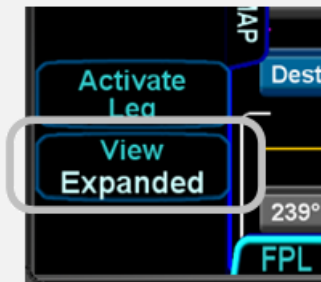 MAP
Activate
Leg
Dest
View
Expanded
239°
FPL